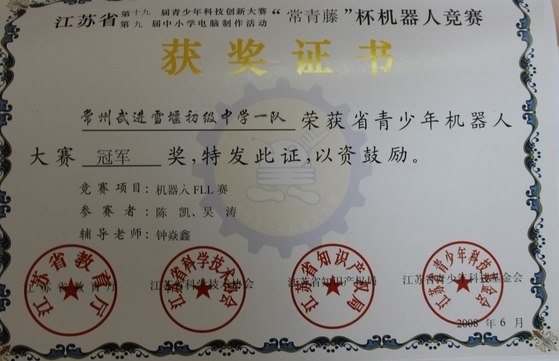 江苏省第十九届青少年科技创新大赛第九届中小学电脑制作活动“常青藤”杯机器人竞赛
获奖证书
常州武进雪堰初级中学一队 荣获省青少年机器人
大赛 冠军 奖,特发此证,以资鼓励。
竞赛项目:机器人FLL赛
参赛者:陈凯、吴涛
辅导老师:钟焱鑫
江苏省教育厅 江苏省科学技术协会 江苏省知识产权局 江苏省青少年科技基金会
2008年6月